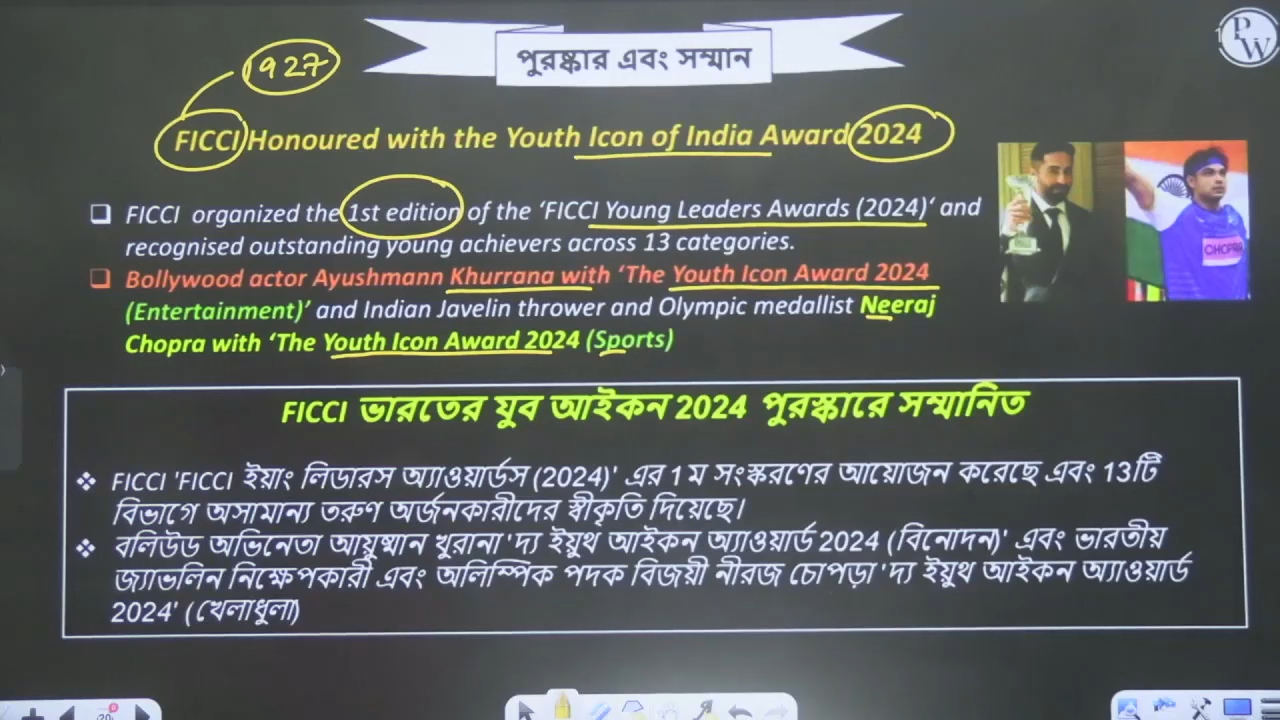 পুরষ্কার এবং সম্মান
PW
1927
FICCI Honoured with the Youth Icon of India Award 2024
FICCI organized the 1st edition of the ‘FICCI Young Leaders Awards (2024)‘ and
recognised outstanding young achievers across 13 categories.
Bollywood actor Ayushmann Khurrana with ‘The Youth Icon Award 2024
(Entertainment)’ and Indian Javelin thrower and Olympic medallist Neeraj
Chopra with ‘The Youth Icon Award 2024 (Sports)
CHOPRA
FICCI ভারতের যুব আইকন 2024 পুরস্কারে সম্মানিত
FICCI 'FICCI ইয়াং লিডারস অ্যাওয়ার্ডস (2024)' এর 1ম সংস্করণের আয়োজন করেছে এবং 13টি
বিভাগে অসামান্য তরুণ অর্জনকারীদের স্বীকৃতি দিয়েছে।
বলিউড অভিনেতা আয়ুষ্মান খুরানা 'দ্য ইয়ুথ আইকন অ্যাওয়ার্ড 2024 (বিনোদন)' এবং ভারতীয়
জ্যাভলিন নিক্ষেপকারী এবং অলিম্পিক পদক বিজয়ী নীরজ চোপড়া 'দ্য ইয়ুথ আইকন অ্যাওয়ার্ড
2024' (খেলাধুলা)
20